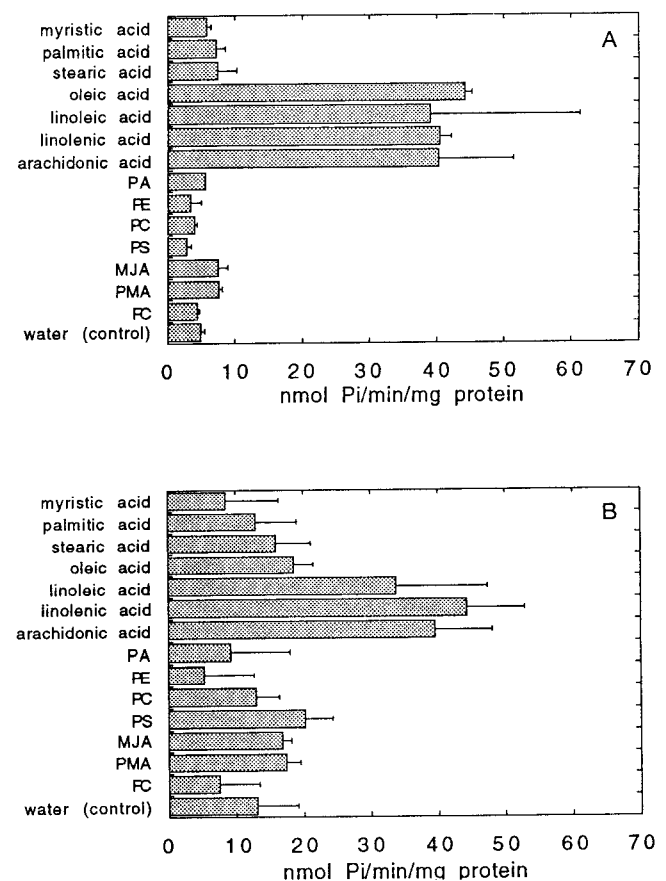 A
myristic acid
palmitic acid
stearic acid
oleic acid
linoleic acid
linolenic acid
arachidonic acid
PA
PE
PC
PS
MJA
PMA
FC
water (control)
0 10 20 30 40 50 60 70
nmol Pi/min/mg protein
B
myristic acid
palmitic acid
stearic acid
oleic acid
linoleic acid
linolenic acid
arachidonic acid
PA
PE
PC
PS
MJA
PMA
FC
water (control)
0 10 20 30 40 50 60 70
nmol Pi/min/mg protein